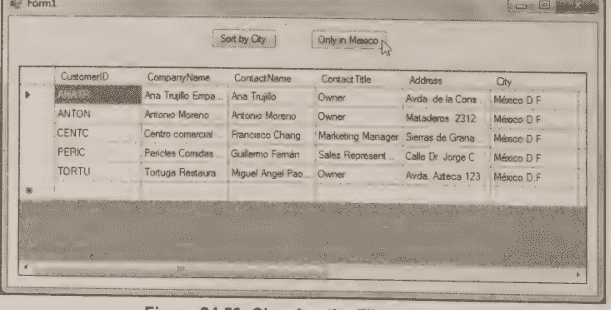 Form1
Sort by City Only in Mexico
CustomerID CompanyName ContactName Contact Title Address City
Ana Trujillo Empa... Ana Trujillo Owner Avda. de la Cons... México D.F.
ANTON Antonio Moreno Antonio Moreno Owner Mataderos 2312 México D.F.
CENTC Centro comercial Francisco Chang Marketing Manager Sierras de Grana... México D.F.
PERIC Pericles Comidas Guillermo Fernán Sales Represent... Calle Dr. Jorge C México D.F.
TORTU Tortuga Restaura Miguel Angel Pao Owner Avda. Azteca 123 México D.F.